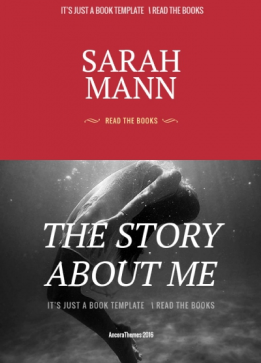 IT'S JUST A BOOK TEMPLATE \ READ THE BOOKS
SARAH
MANN
READ THE BOOKS
THE STORY
ABOUT ME
IT'S JUST A BOOK TEMPLATE \ READ THE BOOKS
AncoraThemes 2016